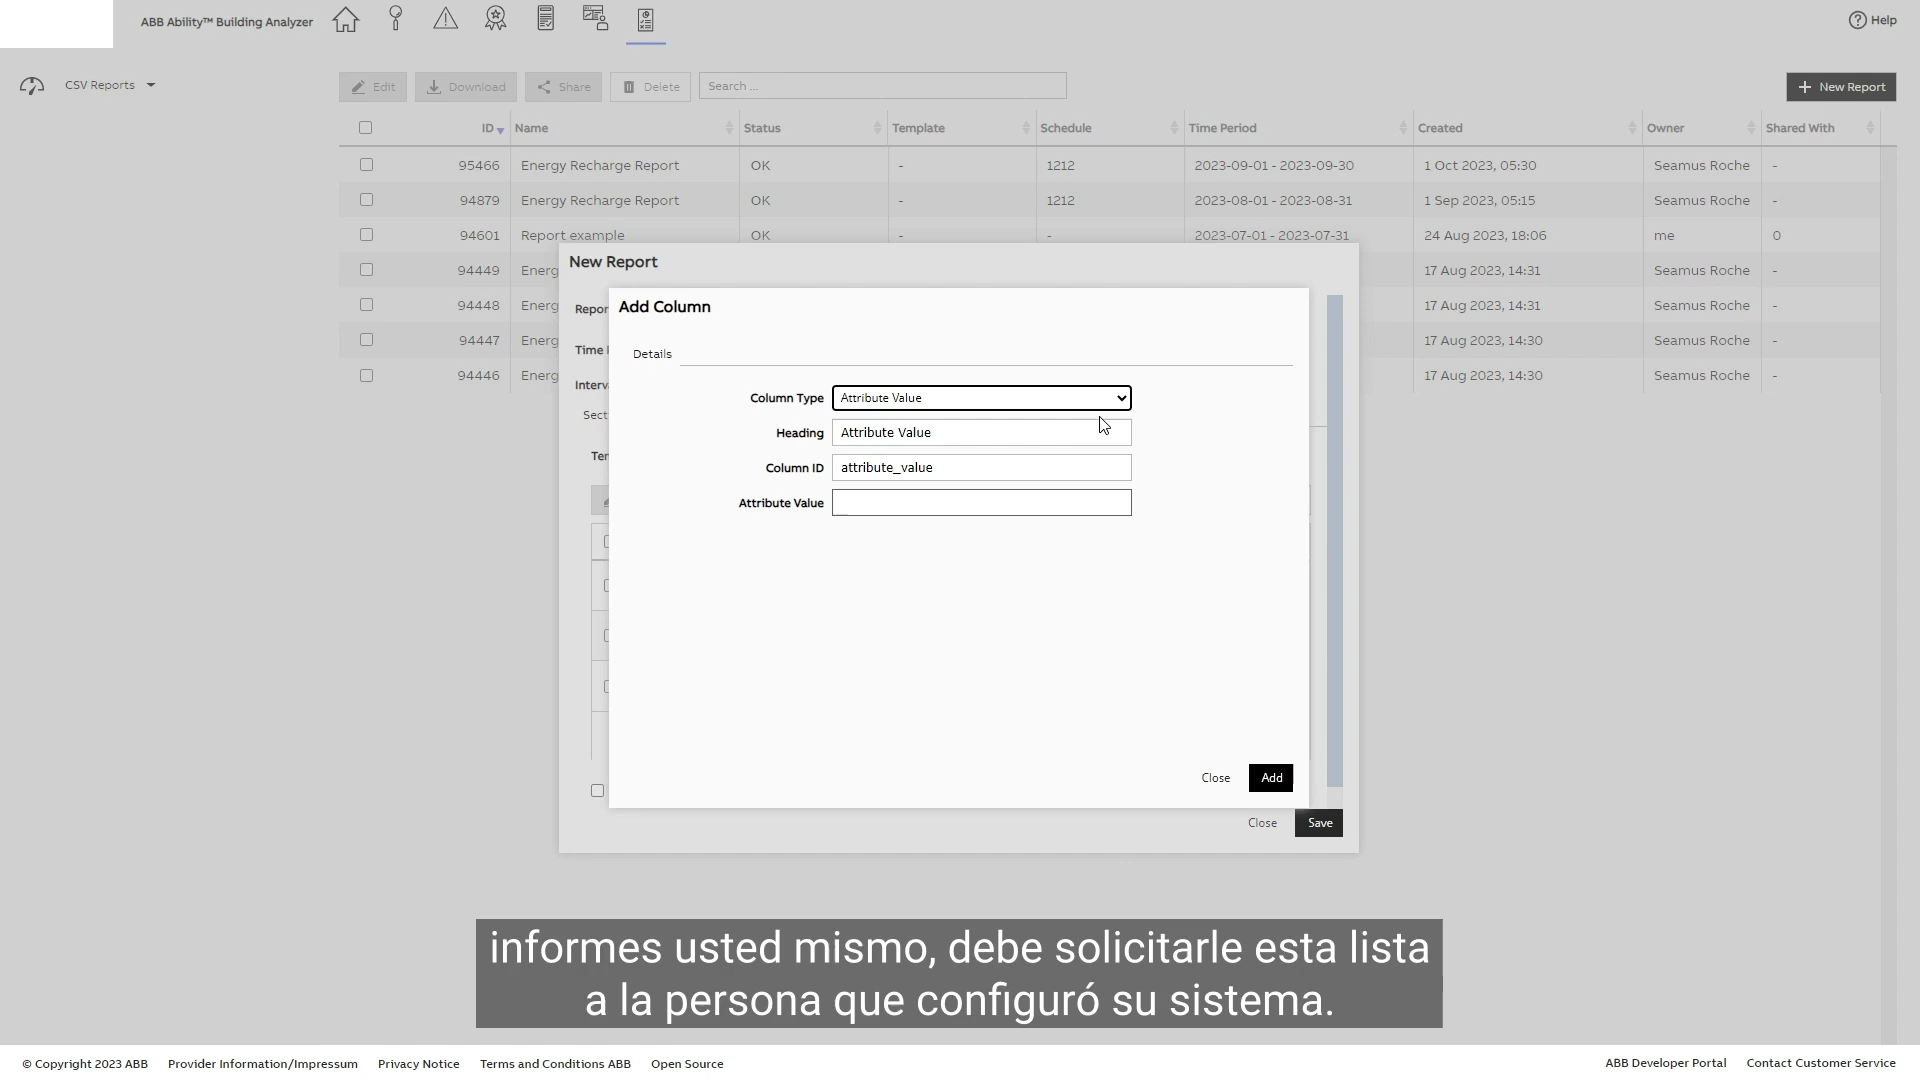 ABB Ability™ Building Analyzer
Help
CSV Reports
Edit
Download
Share
Delete
Search ...
New Report
ID Name Status Template Schedule Time Period Created Owner Shared With
95466 Energy Recharge Report OK - 1212 2023-09-01 - 2023-09-30 1 Oct 2023, 05:30 Seamus Roche -
94879 Energy Recharge Report OK - 1212 2023-08-01 - 2023-08-31 1 Sep 2023, 05:15 Seamus Roche -
94601 Report example OK - - 2023-07-01 - 2023-07-31 24 Aug 2023, 18:06 me 0
94449 Energ 17 Aug 2023, 14:31 Seamus Roche -
94448 Energ 17 Aug 2023, 14:31 Seamus Roche -
94447 Energ 17 Aug 2023, 14:30 Seamus Roche -
94446 Energ 17 Aug 2023, 14:30 Seamus Roche -
New Report
Repor
Time
Interv
Sect
Add Column
Details
Column Type Attribute Value
Heading Attribute Value
Column ID attribute_value
Attribute Value
Close Add
Close Save
informes usted mismo, debe solicitarle esta lista
a la persona que configuró su sistema.
© Copyright 2023 ABB Provider Information/Impressum Privacy Notice Terms and Conditions ABB Open Source ABB Developer Portal Contact Customer Service